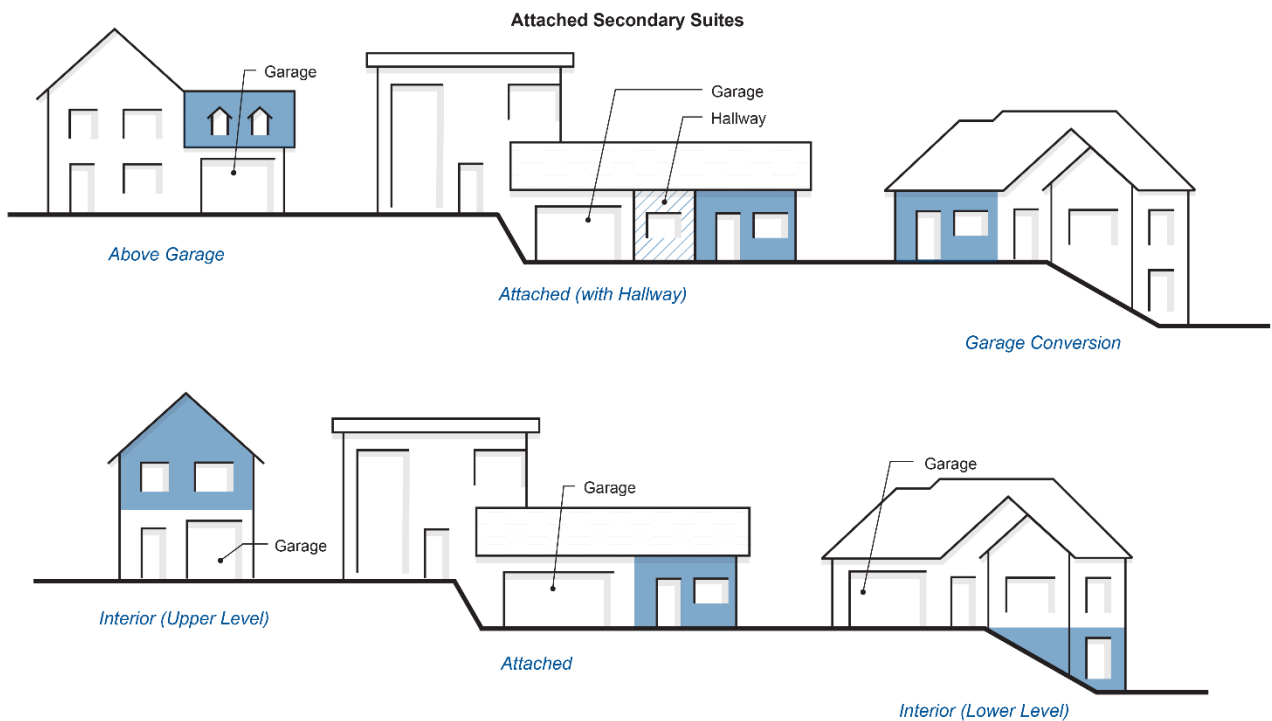 Attached Secondary Suites
Garage
Garage
Hallway
Above Garage
Attached (with Hallway)
Garage Conversion
Garage
Garage
Garage
Interior (Upper Level)
Attached
Interior (Lower Level)